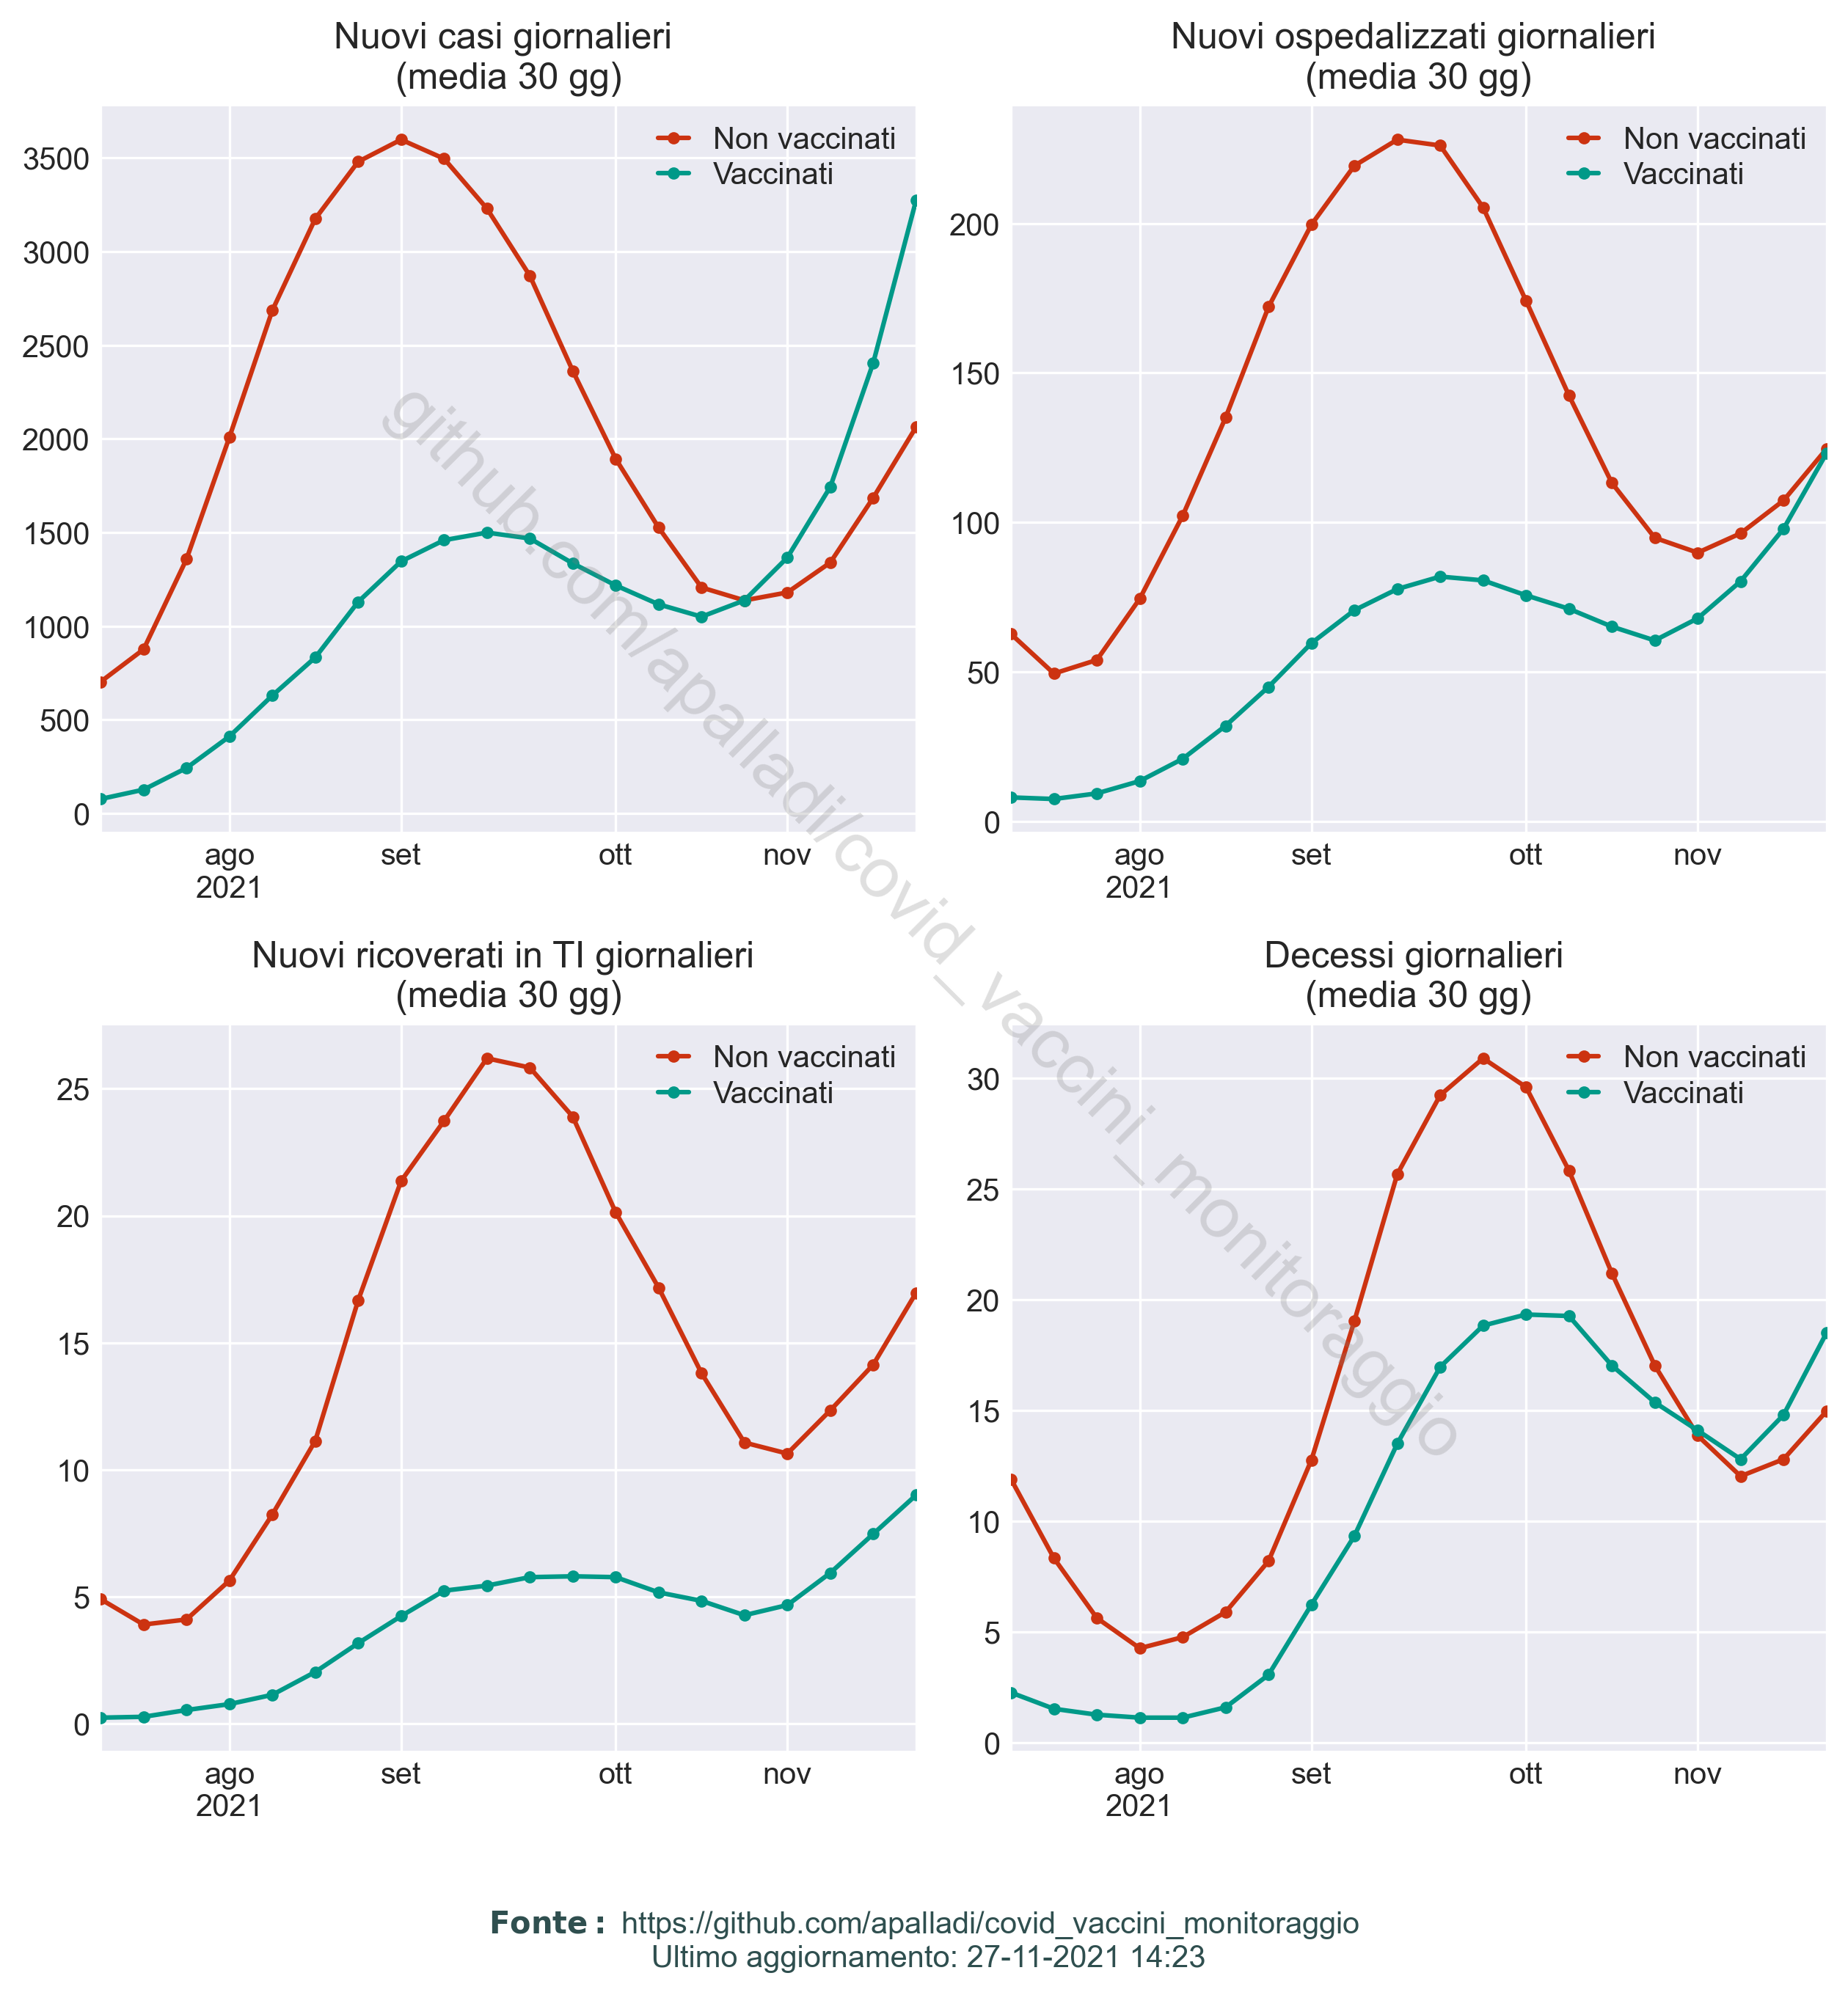 Nuovi casi giornalieri
(media 30 gg)
Non vaccinati
Vaccinati
3500
3000
2500
2000
1500
1000
500
0
ago
2021
set
ott
nov
Nuovi ospedalizzati giornalieri
(media 30 gg)
Non vaccinati
Vaccinati
200
150
100
50
0
ago
2021
set
ott
nov
Nuovi ricoverati in TI giornalieri
(media 30 gg)
Non vaccinati
Vaccinati
25
20
15
10
5
0
ago
2021
set
ott
nov
Decessi giornalieri
(media 30 gg)
Non vaccinati
Vaccinati
30
25
20
15
10
5
0
ago
2021
set
ott
nov
github.com/apalladi/covid_vaccini_monitoraggio
Fonte: https://github.com/apalladi/covid_vaccini_monitoraggio
Ultimo aggiornamento: 27-11-2021 14:23